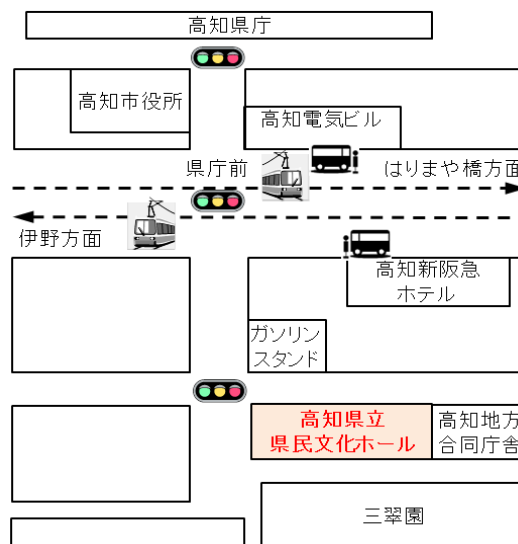 高知県庁
高知市役所
高知電気ビル
県庁前
はりまや橋方面
伊野方面
高知新阪急
ホテル
ガソリン
スタンド
高知県立
県民文化ホール
高知地方
合同庁舎
三翠園